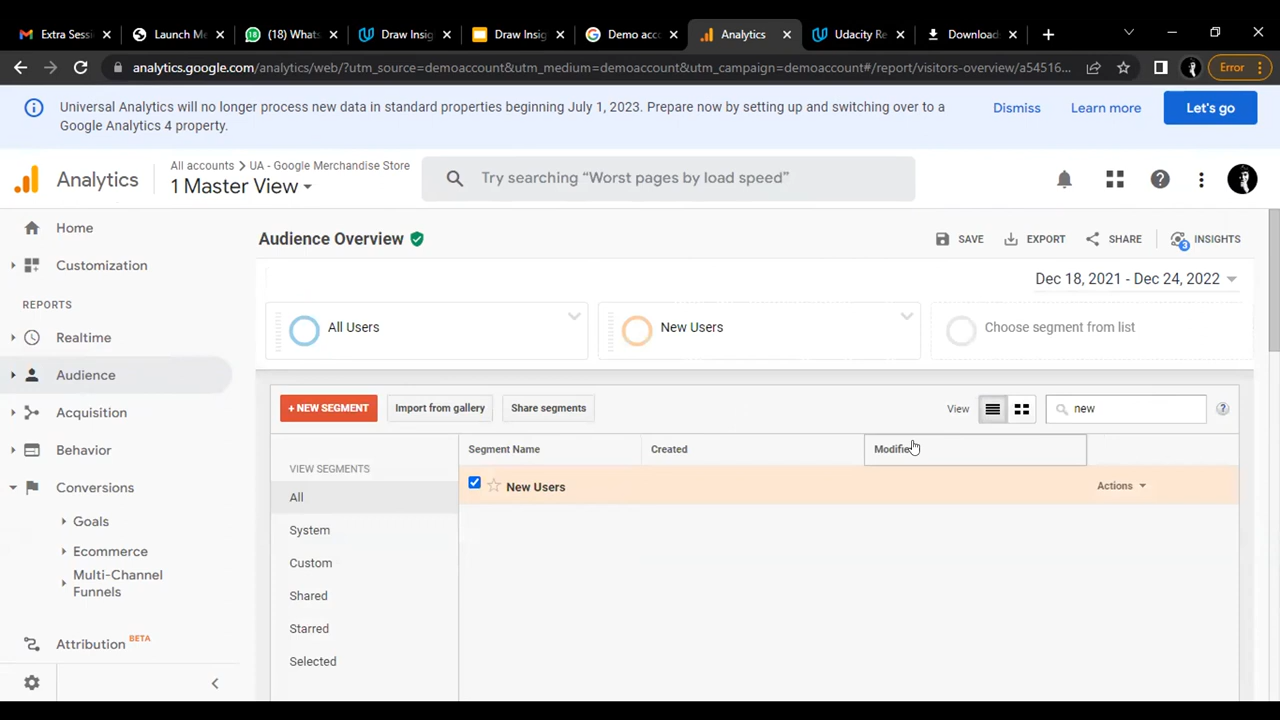 Extra Sessi
Launch Me
(18) Whats
Draw Insig
Draw Insig
Demo acco
Analytics
Udacity Re
Download
analytics.google.com/analytics/web/?utm_source=demoaccount&utm_medium=demoaccount&utm_campaign=demoaccount#/report/visitors-overview/a54516...
Error
Universal Analytics will no longer process new data in standard properties beginning July 1, 2023. Prepare now by setting up and switching over to a
Google Analytics 4 property.
Dismiss
Learn more
Let's go
Analytics
All accounts > UA - Google Merchandise Store
1 Master View
Try searching “Worst pages by load speed”
Home
Customization
REPORTS
Realtime
Audience
Acquisition
Behavior
Conversions
Goals
Ecommerce
Multi-Channel
Funnels
Attribution BETA
Audience Overview
SAVE
EXPORT
SHARE
3
INSIGHTS
Dec 18, 2021 - Dec 24, 2022
All Users
New Users
Choose segment from list
+ NEW SEGMENT
Import from gallery
Share segments
View
new
?
VIEW SEGMENTS
All
System
Custom
Shared
Starred
Selected
Segment Name
Created
Modified
New Users
Actions